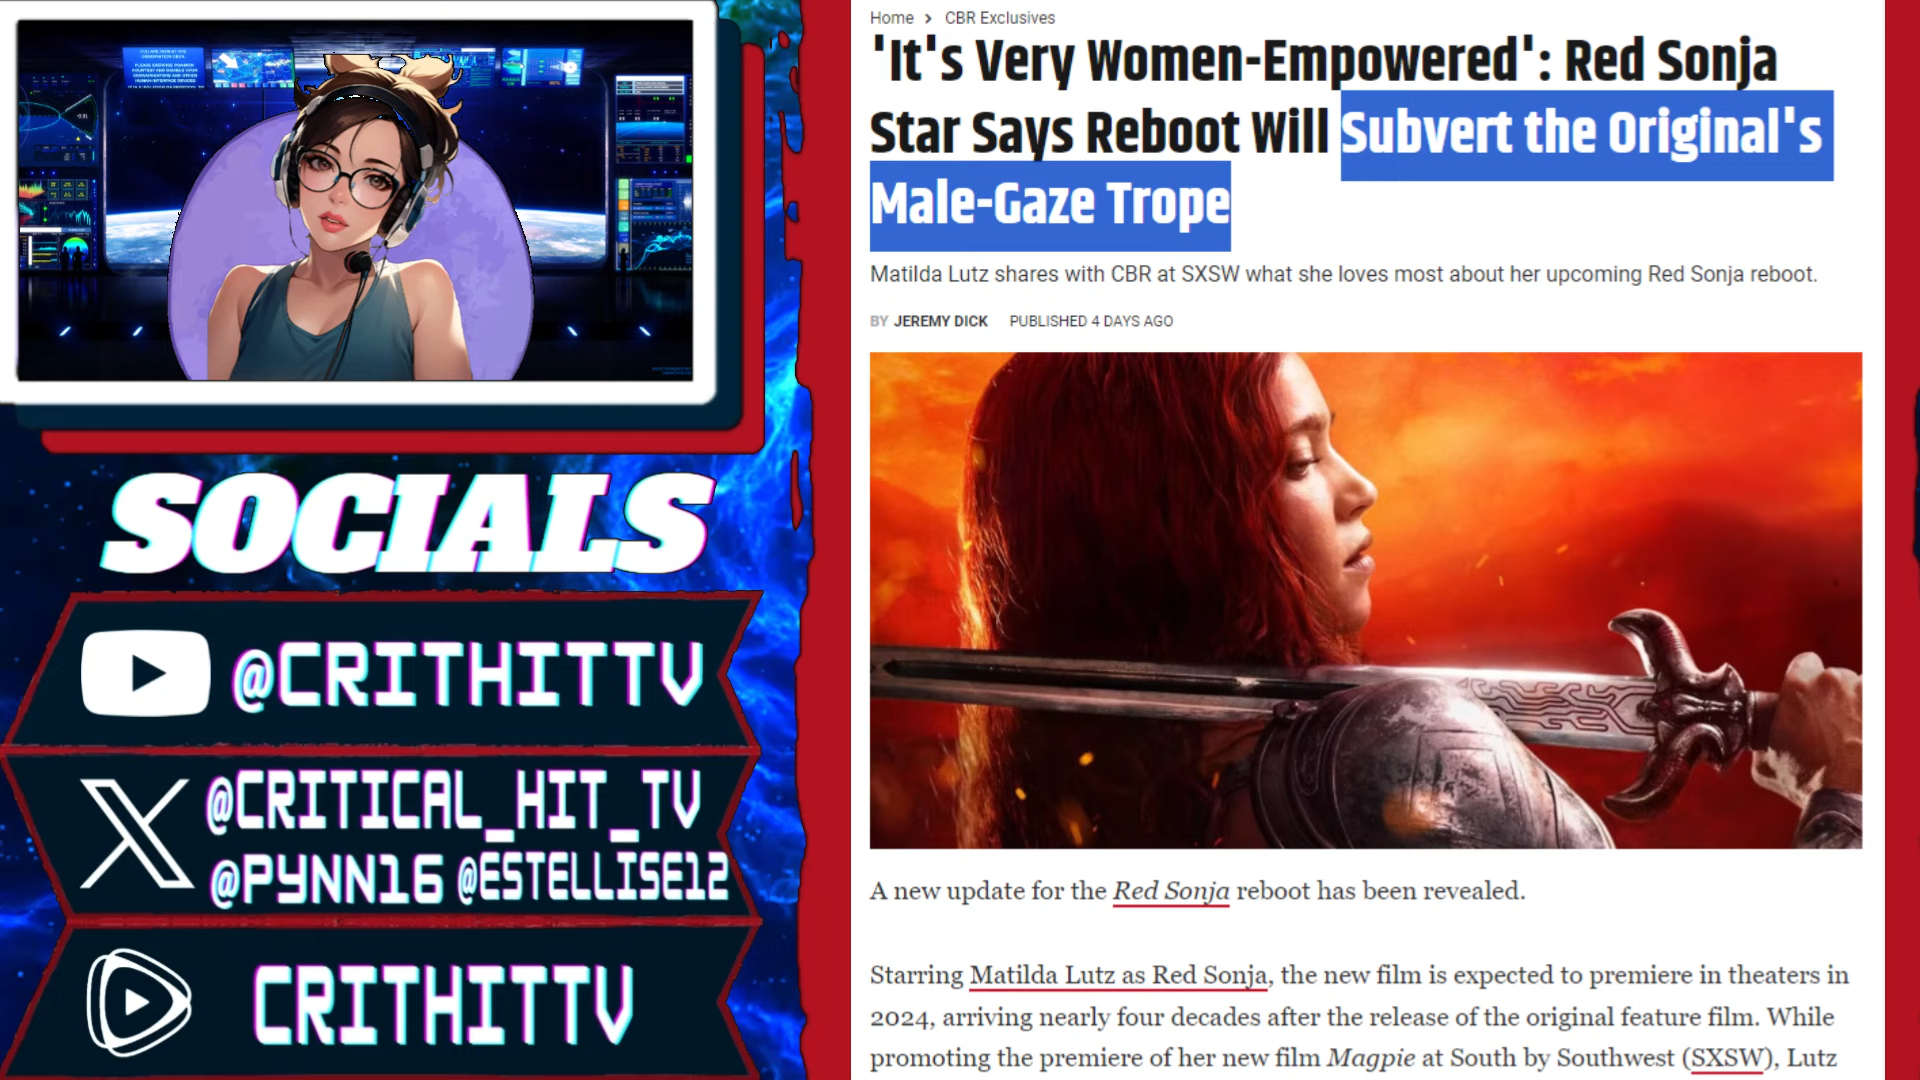 SOCIALS
@CRITHITTV
@CRITICAL_HIT_TV
@PYNN16 @ESTELLISE12
CRITHITTV
Home > CBR Exclusives
'It's Very Women-Empowered': Red Sonja
Star Says Reboot Will Subvert the Original's
Male-Gaze Trope
Matilda Lutz shares with CBR at SXSW what she loves most about her upcoming Red Sonja reboot.
BY JEREMY DICK PUBLISHED 4 DAYS AGO
A new update for the Red Sonja reboot has been revealed.
Starring Matilda Lutz as Red Sonja, the new film is expected to premiere in theaters in
2024, arriving nearly four decades after the release of the original feature film. While
promoting the premiere of her new film Magpie at South by Southwest (SXSW), Lutz